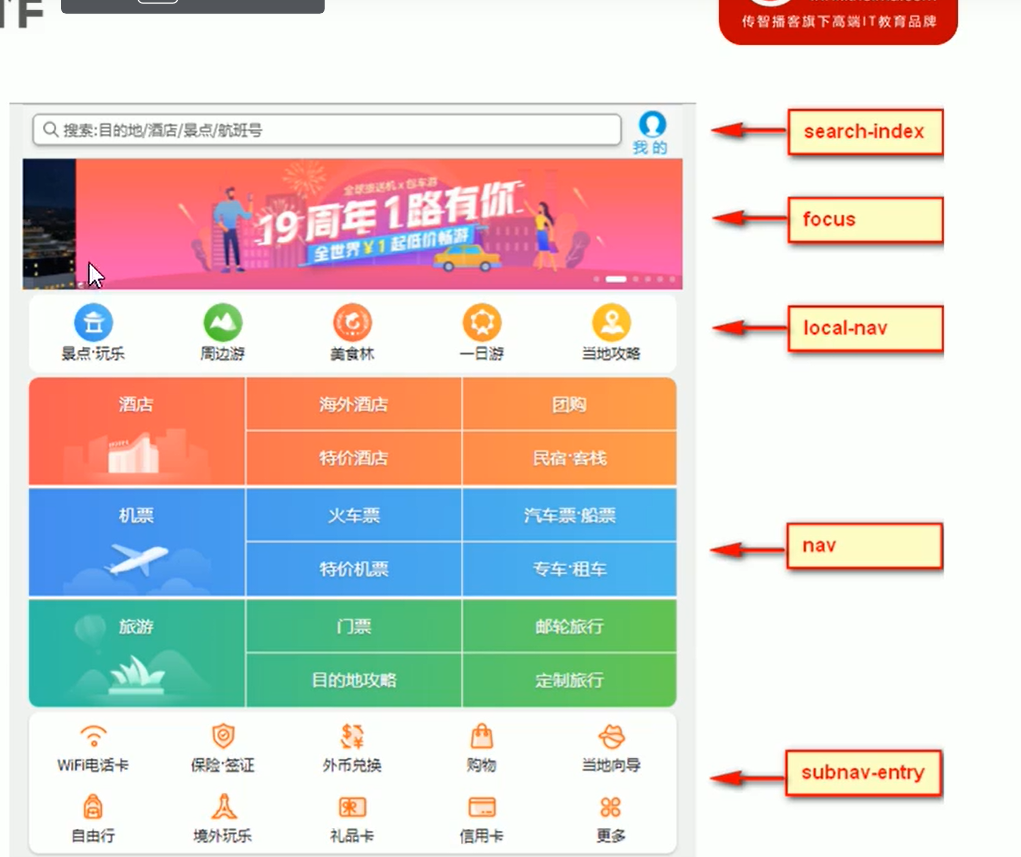 传智播客旗下高端IT教育品牌
搜索:目的地/酒店/景点/航班号
我的
search-index
全球接送机 x 包车游
19周年1路有你
全世界¥1起低价畅游
focus
景点·玩乐
周边游
美食林
一日游
当地攻略
local-nav
酒店
海外酒店
团购
特价酒店
民宿·客栈
机票
火车票
汽车票·船票
特价机票
专车·租车
nav
旅游
门票
邮轮旅行
目的地攻略
定制旅行
WiFi电话卡
保险·签证
外币兑换
购物
当地向导
subnav-entry
自由行
境外玩乐
礼品卡
信用卡
更多